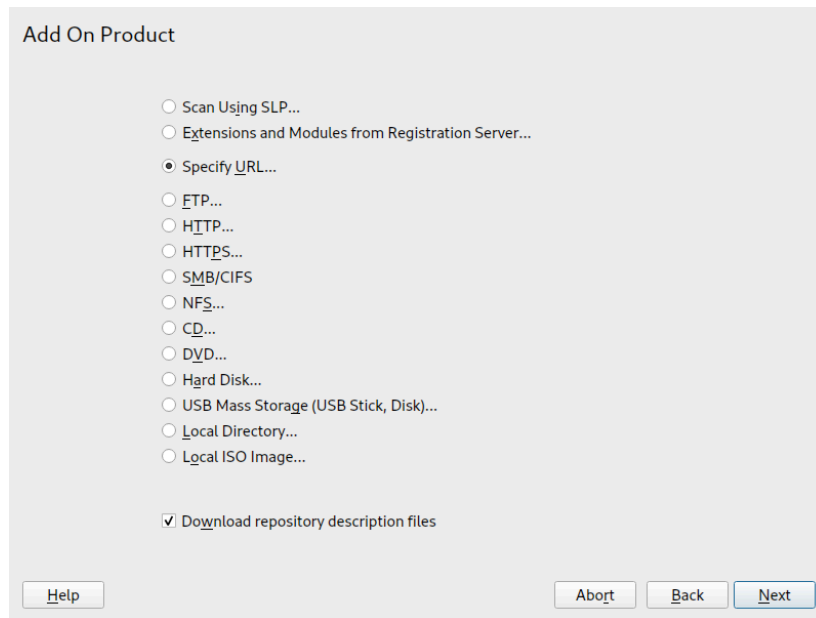 Add On Product
Scan Using SLP...
Extensions and Modules from Registration Server...
Specify URL...
FTP...
HTTP...
HTTPS...
SMB/CIFS
NFS...
CD...
DVD...
Hard Disk...
USB Mass Storage (USB Stick, Disk)...
Local Directory...
Local ISO Image...
Download repository description files
Help Abort Back Next